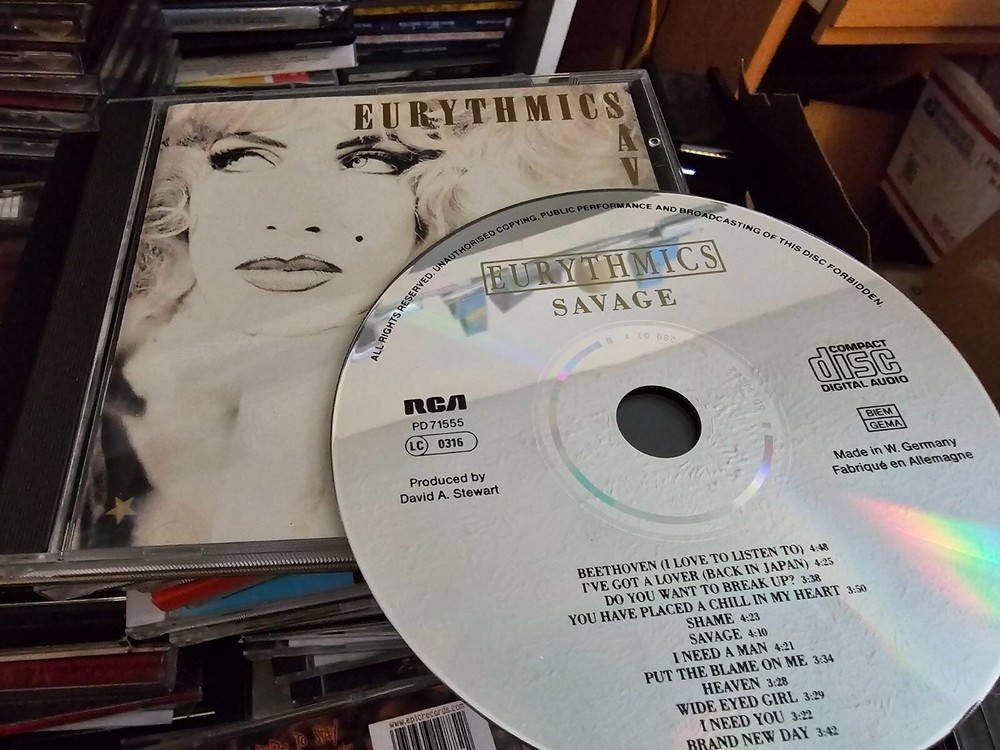 EURYTHMICS
A
V
ALL RIGHTS RESERVED. UNAUTHORISED COPYING, PUBLIC PERFORMANCE AND BROADCASTING OF THIS DISC FORBIDDEN
EURYTHMICS
SAVAGE
RCA
PD 71555
LC 0316
Produced by
David A. Stewart
COMPACT
disc
DIGITAL AUDIO
BIEM
GEMA
Made in W. Germany
Fabriqué en Allemagne
BEETHOVEN (I LOVE TO LISTEN TO) 4:48
I'VE GOT A LOVER (BACK IN JAPAN) 4:25
DO YOU WANT TO BREAK UP? 3:38
YOU HAVE PLACED A CHILL IN MY HEART 3:50
SHAME 4:23
SAVAGE 4:10
I NEED A MAN 4:21
PUT THE BLAME ON ME 3:34
HEAVEN 3:28
WIDE EYED GIRL 3:29
I NEED YOU 3:22
BRAND NEW DAY 3:42
www.epicrecords.com